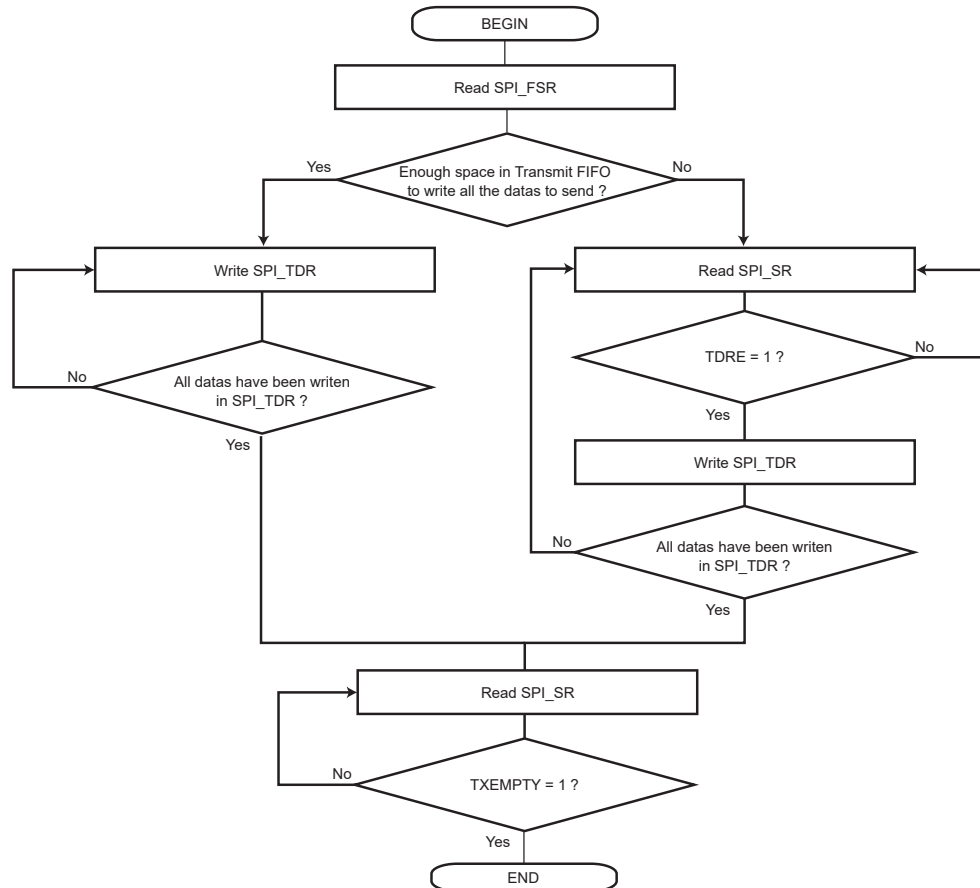 BEGIN
Read SPI_FSR
Yes
Enough space in Transmit FIFO
to write all the datas to send ?
No
Write SPI_TDR
Read SPI_SR
TDRE = 1 ?
No
No
All datas have been writen
in SPI_TDR ?
Yes
Yes
Write SPI_TDR
No
All datas have been writen
in SPI_TDR ?
Yes
Read SPI_SR
No
TXEMPTY = 1 ?
Yes
END